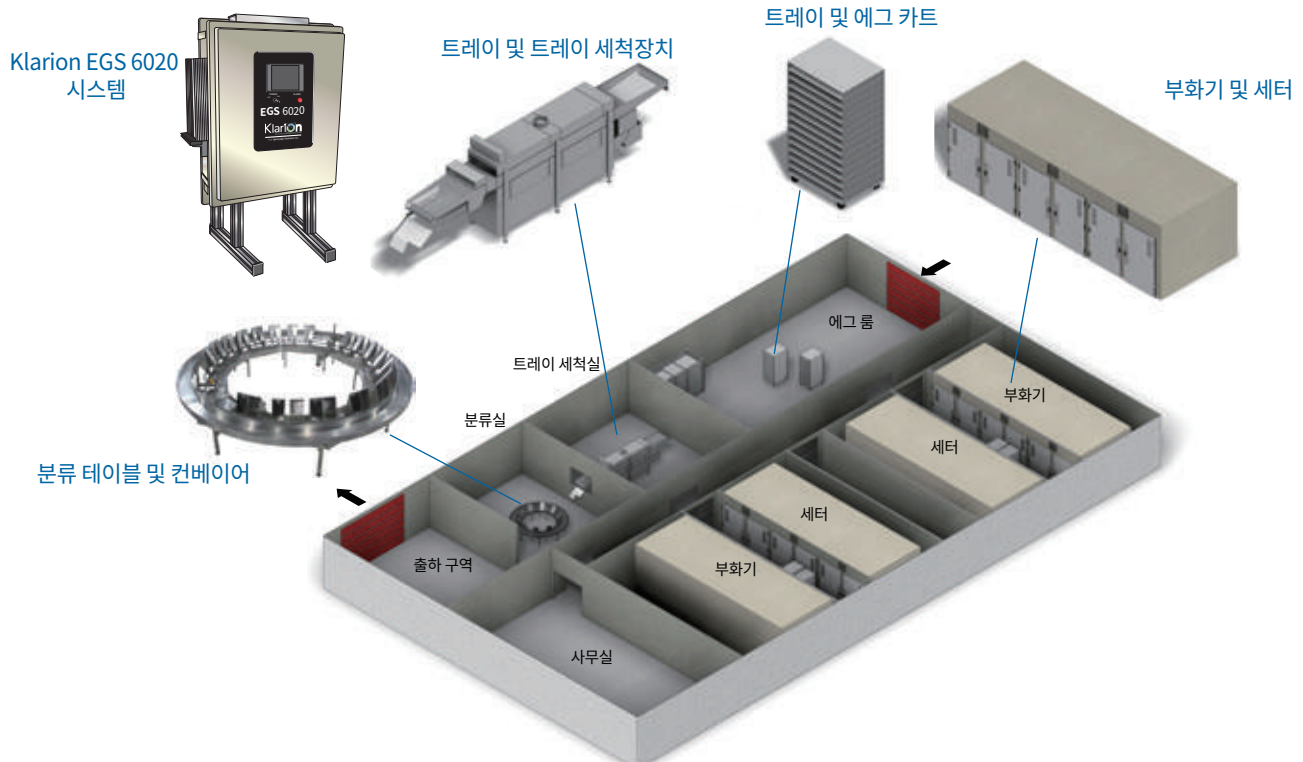 트레이 및 에그 카트
트레이 및 트레이 세척장치
Klarion EGS 6020
시스템
부화기 및 세터
EGS 6020
Klarion
에그 룸
트레이 세척실
부화기
분류실
세터
분류 테이블 및 컨베이어
세터
출하 구역
부화기
사무실